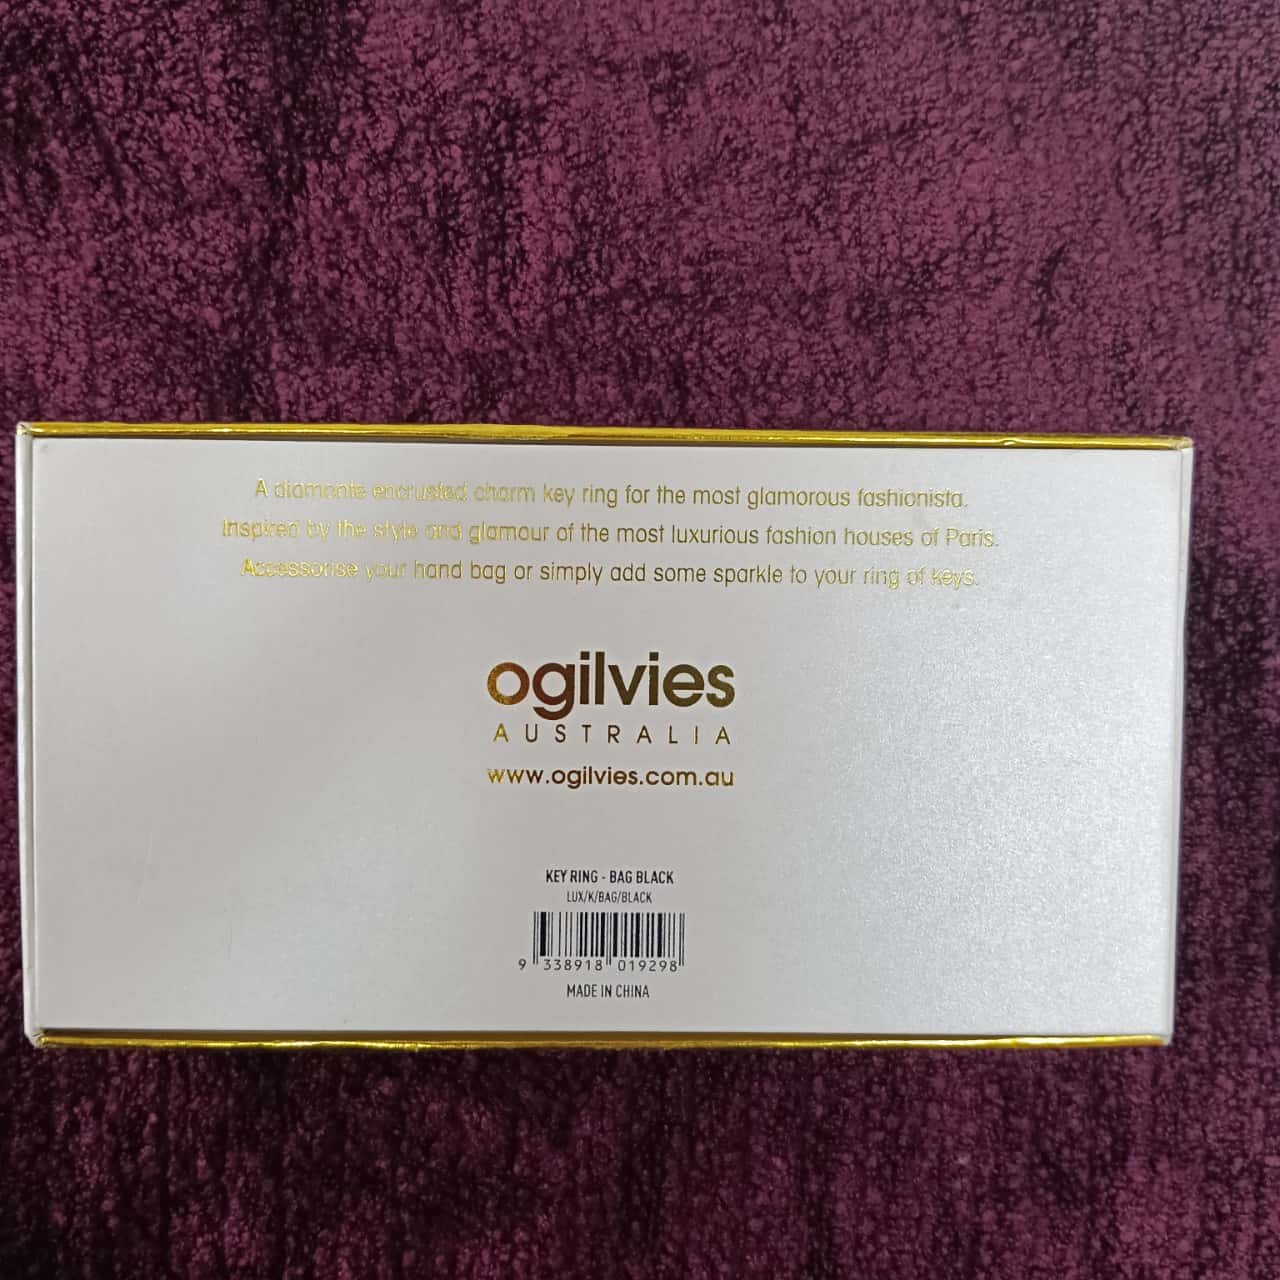 A diamonte encrusted charm key ring for the most glamorous fashionista.
Inspired by the style and glamour of the most luxurious fashion houses of Paris.
Accessorise your hand bag or simply add some sparkle to your ring of keys.
ogilvies
AUSTRALIA
www.ogilvies.com.au
KEY RING - BAG BLACK
LUX/K/BAG/BLACK
9 338918 019298
MADE IN CHINA